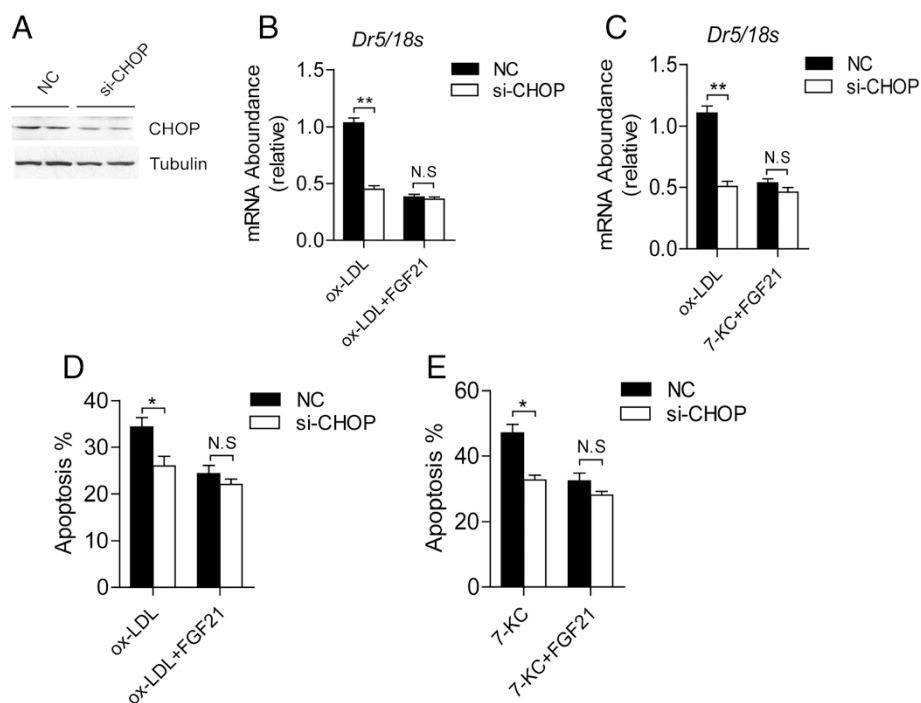 A
NC
si-CHOP
CHOP
Tubulin
B
Dr5/18s
NC
si-CHOP
mRNA Aboundance
(relative)
1.5
1.0
0.5
0.0
**
N.S
ox-LDL
ox-LDL+FGF21
C
Dr5/18s
NC
si-CHOP
mRNA Aboundance
(relative)
1.5
1.0
0.5
0.0
**
N.S
ox-LDL
7-KC+FGF21
D
NC
si-CHOP
Apoptosis %
40
30
20
10
0
*
N.S
ox-LDL
ox-LDL+FGF21
E
NC
si-CHOP
Apoptosis %
60
40
20
0
*
N.S
7-KC
7-KC+FGF21